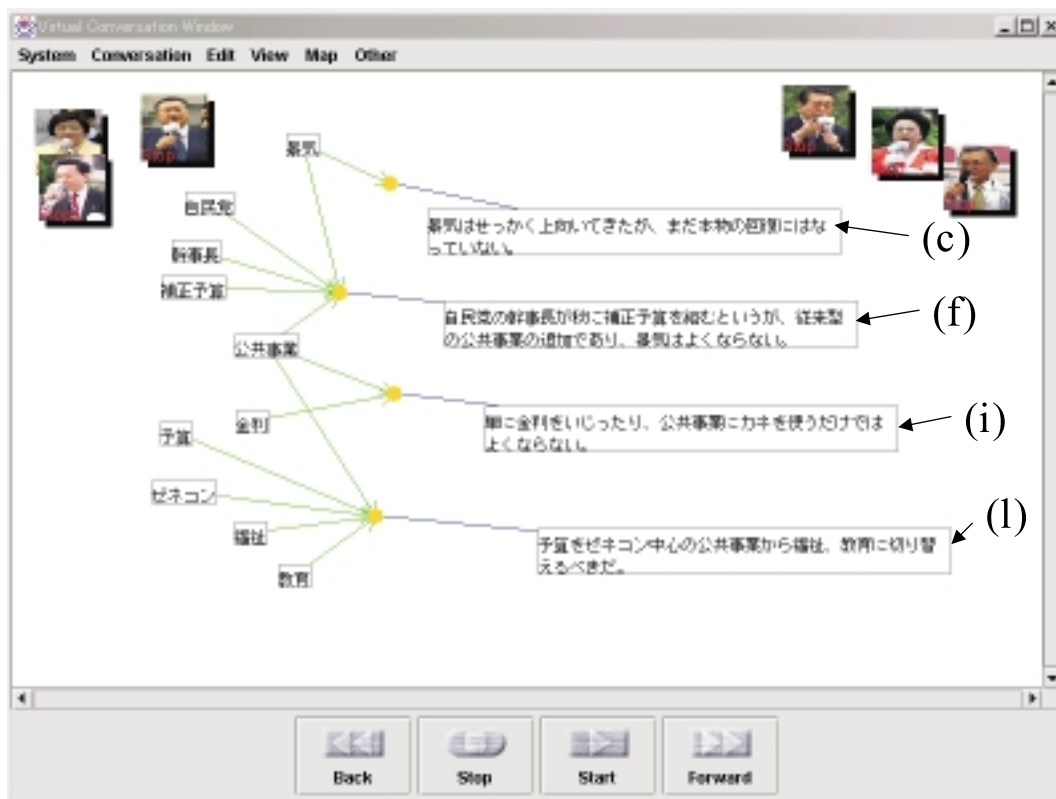 Virtual Conversation Window
System Conversation Edit View Map Other
Stop
Stop
景気
自民党
幹事長
補正予算
公共事業
金利
予算
ゼネコン
福祉
教育
景気はせっかく上向いてきたが、まだ本物の回復にはな
っていない。
(c)
自民党の幹事長が秋に補正予算を組むというが、従来型
の公共事業の追加であり、景気はよくならない。
(f)
単に金利をいじったり、公共事業にカネを使うだけでは
よくならない。
(i)
予算をゼネコン中心の公共事業から福祉、教育に切り替
えるべきだ。
(l)
Back Stop Start Forward